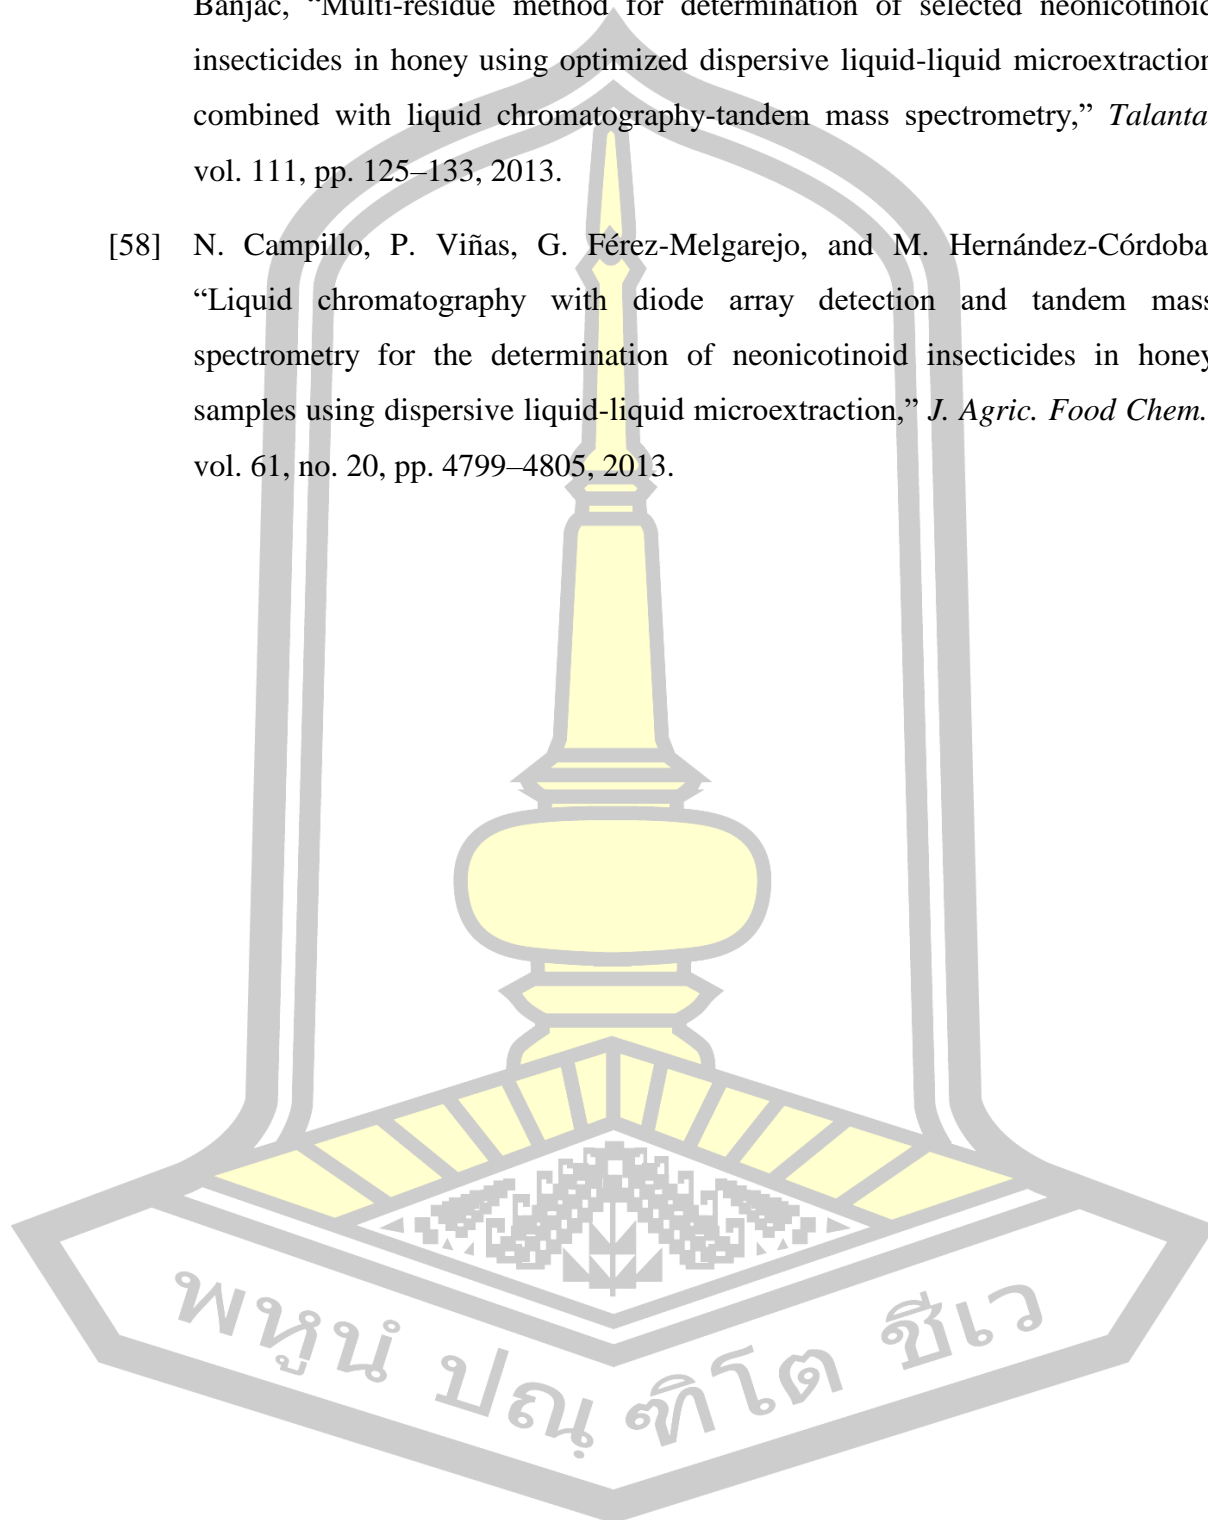 Banjac, “Multi-residue method for determination of selected neonicotinoid
insecticides in honey using optimized dispersive liquid-liquid microextraction
combined with liquid chromatography-tandem mass spectrometry,” Talanta
vol. 111, pp. 125–133, 2013.
[58] N. Campillo, P. Viñas, G. Férez-Melgarejo, and M. Hernández-Córdoba
“Liquid chromatography with diode array detection and tandem mass
spectrometry for the determination of neonicotinoid insecticides in honey
samples using dispersive liquid-liquid microextraction,” J. Agric. Food Chem.
vol. 61, no. 20, pp. 4799–4805, 2013.
พหูนํ ปณฺ ฑิโต ชีเว